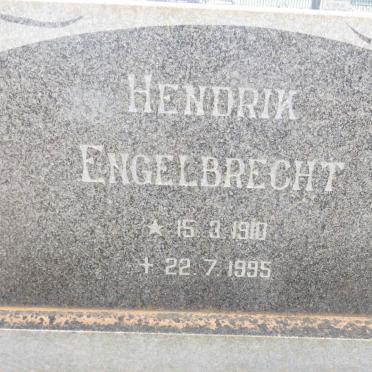 HENDRIK
ENGELBRECHT
★ 15.3.1910
+ 22.7.1995